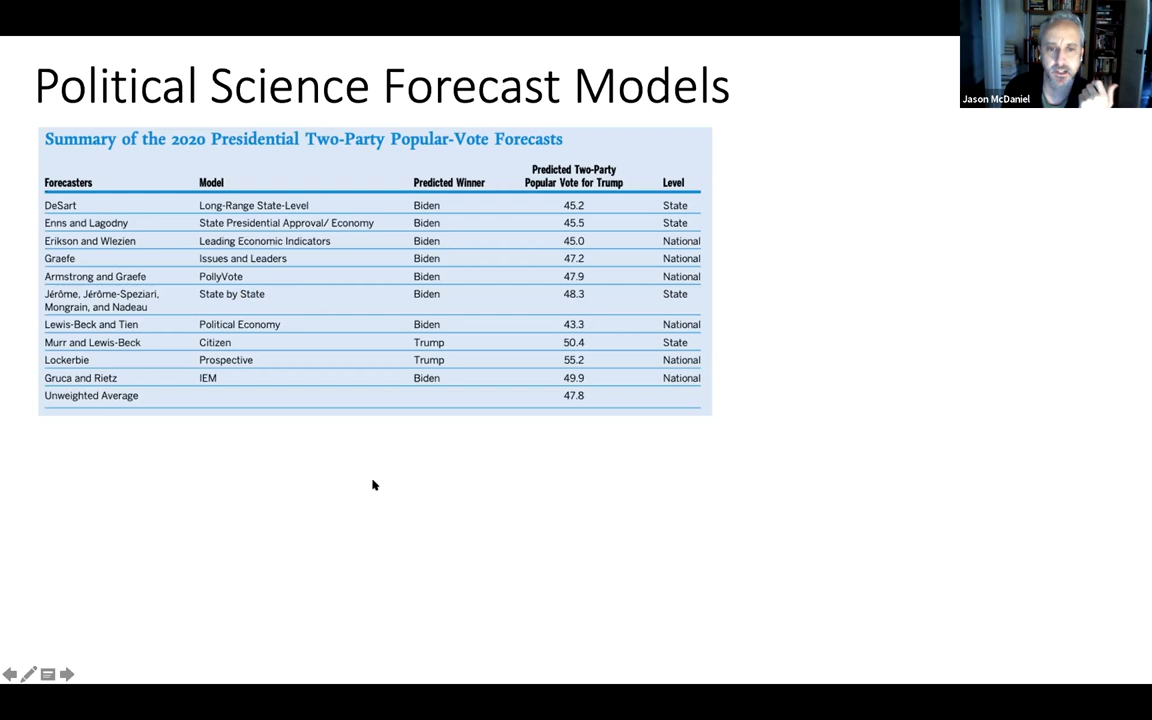 Political Science Forecast Models
Jason McDaniel
Summary of the 2020 Presidential Two-Party Popular-Vote Forecasts
Predicted Two-Party
Forecasters Model Predicted Winner Popular Vote for Trump Level
DeSart Long-Range State-Level Biden 45.2 State
Enns and Lagodny State Presidential Approval/ Economy Biden 45.5 State
Erikson and Wlezien Leading Economic Indicators Biden 45.0 National
Graefe Issues and Leaders Biden 47.2 National
Armstrong and Graefe PollyVote Biden 47.9 National
Jérôme, Jérôme-Speziari, State by State Biden 48.3 State
Mongrain, and Nadeau
Lewis-Beck and Tien Political Economy Biden 43.3 National
Murr and Lewis-Beck Citizen Trump 50.4 State
Lockerbie Prospective Trump 55.2 National
Gruca and Rietz IEM Biden 49.9 National
Unweighted Average 47.8